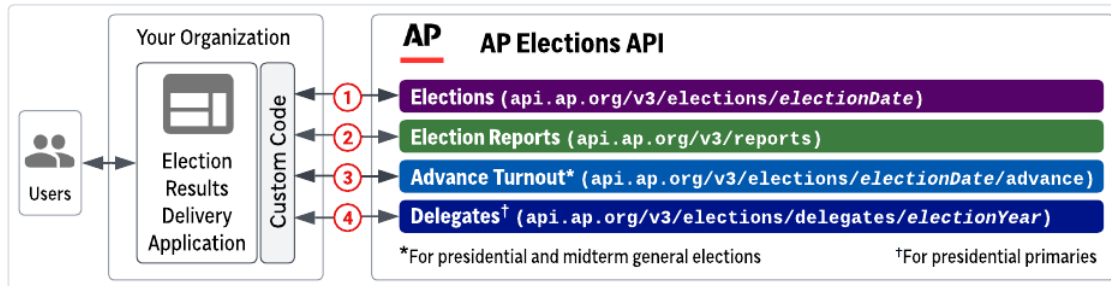 Your Organization
Users
Election
Results
Delivery
Application
Custom Code
AP
AP Elections API
1
Elections (api.ap.org/v3/elections/electionDate)
2
Election Reports (api.ap.org/v3/reports)
3
Advance Turnout* (api.ap.org/v3/elections/electionDate/advance)
4
Delegates† (api.ap.org/v3/elections/delegates/electionYear)
*For presidential and midterm general elections
†For presidential primaries